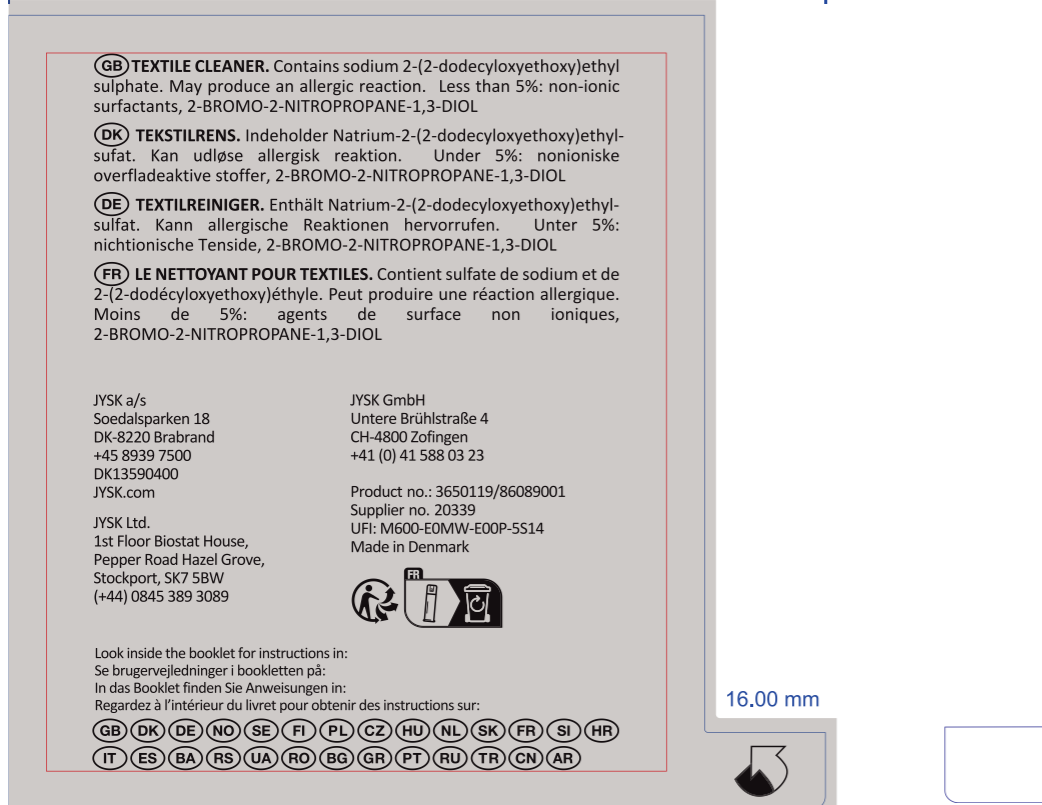 GB TEXTILE CLEANER. Contains sodium 2-(2-dodecyloxyethoxy)ethyl
sulphate. May produce an allergic reaction. Less than 5%: non-ionic
surfactants, 2-BROMO-2-NITROPROPANE-1,3-DIOL
DK TEKSTILRENS. Indeholder Natrium-2-(2-dodecyloxyethoxy)ethyl-
sufat. Kan udløse allergisk reaktion. Under 5%: nonioniske
overfladeaktive stoffer, 2-BROMO-2-NITROPROPANE-1,3-DIOL
DE TEXTILREINIGER. Enthält Natrium-2-(2-dodecyloxyethoxy)ethyl-
sulfat. Kann allergische Reaktionen hervorrufen. Unter 5%:
nichtionische Tenside, 2-BROMO-2-NITROPROPANE-1,3-DIOL
FR LE NETTOYANT POUR TEXTILES. Contient sulfate de sodium et de
2-(2-dodécyloxyethoxy)éthyle. Peut produire une réaction allergique.
Moins de 5%: agents de surface non ioniques,
2-BROMO-2-NITROPROPANE-1,3-DIOL
JYSK a/s
Soedalsparken 18
DK-8220 Brabrand
+45 8939 7500
DK13590400
JYSK.com
JYSK Ltd.
1st Floor Biostat House,
Pepper Road Hazel Grove,
Stockport, SK7 5BW
(+44) 0845 389 3089
JYSK GmbH
Untere Brühlstraße 4
CH-4800 Zofingen
+41 (0) 41 588 03 23
Product no.: 3650119/86089001
Supplier no. 20339
UFI: M600-E0MW-E00P-5S14
Made in Denmark
FR
Look inside the booklet for instructions in:
Se brugervejledninger i bookletten på:
In das Booklet finden Sie Anweisungen in:
Regardez à l'intérieur du livret pour obtenir des instructions sur:
GB DK DE NO SE FI PL CZ HU NL SK FR SI HR
IT ES BA RS UA RO BG GR PT RU TR CN AR
16.00 mm